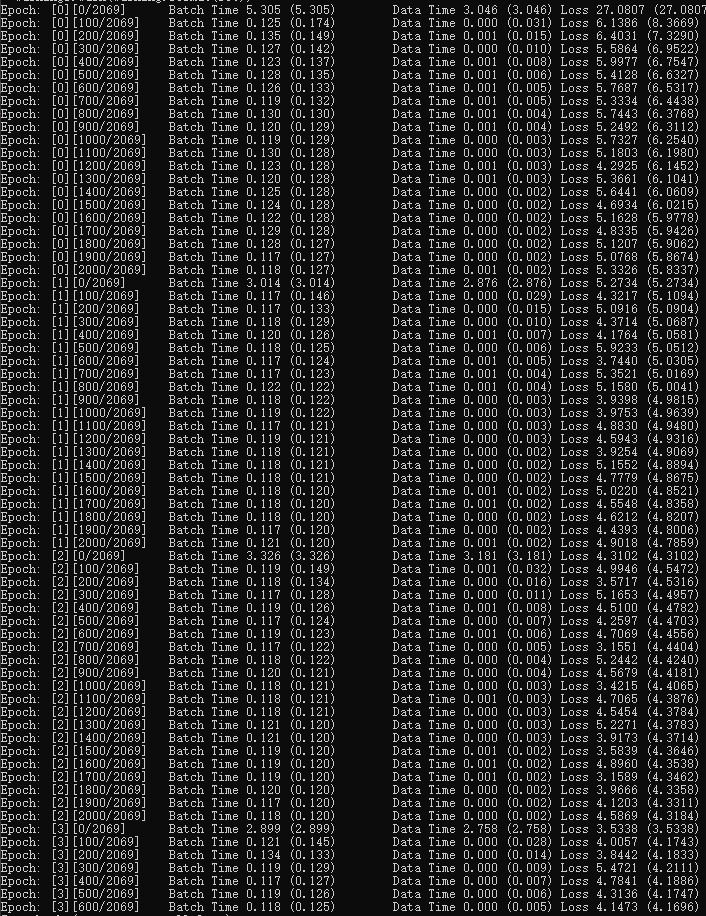 Epoch: [0][0/2069] Batch Time 5.305 (5.305) Data Time 3.046 (3.046) Loss 27.0807 (27.0807
Epoch: [0][100/2069] Batch Time 0.125 (0.174) Data Time 0.000 (0.031) Loss 6.1386 (8.3669)
Epoch: [0][200/2069] Batch Time 0.135 (0.149) Data Time 0.001 (0.015) Loss 6.4031 (7.3290)
Epoch: [0][300/2069] Batch Time 0.127 (0.142) Data Time 0.000 (0.010) Loss 5.5864 (6.9522)
Epoch: [0][400/2069] Batch Time 0.123 (0.137) Data Time 0.001 (0.008) Loss 5.9977 (6.7547)
Epoch: [0][500/2069] Batch Time 0.128 (0.135) Data Time 0.001 (0.006) Loss 5.4128 (6.6327)
Epoch: [0][600/2069] Batch Time 0.126 (0.133) Data Time 0.001 (0.005) Loss 5.7687 (6.5317)
Epoch: [0][700/2069] Batch Time 0.119 (0.132) Data Time 0.001 (0.005) Loss 5.3334 (6.4438)
Epoch: [0][800/2069] Batch Time 0.130 (0.130) Data Time 0.001 (0.004) Loss 5.7443 (6.3768)
Epoch: [0][900/2069] Batch Time 0.120 (0.129) Data Time 0.001 (0.004) Loss 5.2492 (6.3112)
Epoch: [0][1000/2069] Batch Time 0.119 (0.129) Data Time 0.000 (0.003) Loss 5.7327 (6.2540)
Epoch: [0][1100/2069] Batch Time 0.130 (0.128) Data Time 0.000 (0.003) Loss 5.1803 (6.1980)
Epoch: [0][1200/2069] Batch Time 0.123 (0.128) Data Time 0.001 (0.003) Loss 4.2925 (6.1452)
Epoch: [0][1300/2069] Batch Time 0.120 (0.128) Data Time 0.001 (0.003) Loss 5.3661 (6.1041)
Epoch: [0][1400/2069] Batch Time 0.125 (0.128) Data Time 0.000 (0.002) Loss 5.6441 (6.0609)
Epoch: [0][1500/2069] Batch Time 0.124 (0.128) Data Time 0.001 (0.002) Loss 4.6934 (6.0215)
Epoch: [0][1600/2069] Batch Time 0.122 (0.128) Data Time 0.000 (0.002) Loss 5.1628 (5.9778)
Epoch: [0][1700/2069] Batch Time 0.129 (0.128) Data Time 0.000 (0.002) Loss 4.8335 (5.9426)
Epoch: [0][1800/2069] Batch Time 0.128 (0.127) Data Time 0.000 (0.002) Loss 5.1207 (5.9062)
Epoch: [0][1900/2069] Batch Time 0.117 (0.127) Data Time 0.000 (0.002) Loss 5.0768 (5.8674)
Epoch: [0][2000/2069] Batch Time 0.118 (0.127) Data Time 0.001 (0.002) Loss 5.3326 (5.8337)
Epoch: [1][0/2069] Batch Time 3.014 (3.014) Data Time 2.876 (2.876) Loss 5.2734 (5.2734)
Epoch: [1][100/2069] Batch Time 0.117 (0.146) Data Time 0.000 (0.029) Loss 4.3217 (5.1094)
Epoch: [1][200/2069] Batch Time 0.117 (0.133) Data Time 0.001 (0.015) Loss 5.0916 (5.0904)
Epoch: [1][300/2069] Batch Time 0.118 (0.129) Data Time 0.000 (0.010) Loss 4.3714 (5.0687)
Epoch: [1][400/2069] Batch Time 0.120 (0.126) Data Time 0.001 (0.007) Loss 4.1764 (5.0581)
Epoch: [1][500/2069] Batch Time 0.118 (0.125) Data Time 0.000 (0.006) Loss 5.9233 (5.0512)
Epoch: [1][600/2069] Batch Time 0.117 (0.124) Data Time 0.001 (0.005) Loss 3.7440 (5.0305)
Epoch: [1][700/2069] Batch Time 0.117 (0.123) Data Time 0.001 (0.004) Loss 5.3521 (5.0169)
Epoch: [1][800/2069] Batch Time 0.122 (0.122) Data Time 0.001 (0.004) Loss 5.1580 (5.0041)
Epoch: [1][900/2069] Batch Time 0.118 (0.122) Data Time 0.000 (0.003) Loss 3.9398 (4.9815)
Epoch: [1][1000/2069] Batch Time 0.119 (0.122) Data Time 0.000 (0.003) Loss 3.9753 (4.9639)
Epoch: [1][1100/2069] Batch Time 0.117 (0.121) Data Time 0.000 (0.003) Loss 4.8830 (4.9480)
Epoch: [1][1200/2069] Batch Time 0.119 (0.121) Data Time 0.000 (0.003) Loss 4.5943 (4.9316)
Epoch: [1][1300/2069] Batch Time 0.118 (0.121) Data Time 0.000 (0.002) Loss 3.9254 (4.9069)
Epoch: [1][1400/2069] Batch Time 0.118 (0.121) Data Time 0.001 (0.002) Loss 5.1552 (4.8894)
Epoch: [1][1500/2069] Batch Time 0.118 (0.121) Data Time 0.000 (0.002) Loss 4.7779 (4.8675)
Epoch: [1][1600/2069] Batch Time 0.118 (0.120) Data Time 0.001 (0.002) Loss 5.0220 (4.8521)
Epoch: [1][1700/2069] Batch Time 0.118 (0.120) Data Time 0.001 (0.002) Loss 4.5548 (4.8358)
Epoch: [1][1800/2069] Batch Time 0.118 (0.120) Data Time 0.000 (0.002) Loss 4.6212 (4.8207)
Epoch: [1][1900/2069] Batch Time 0.117 (0.120) Data Time 0.000 (0.002) Loss 4.4393 (4.8006)
Epoch: [1][2000/2069] Batch Time 0.121 (0.120) Data Time 0.001 (0.002) Loss 4.9018 (4.7859)
Epoch: [2][0/2069] Batch Time 3.326 (3.326) Data Time 3.181 (3.181) Loss 4.3102 (4.3102)
Epoch: [2][100/2069] Batch Time 0.119 (0.149) Data Time 0.001 (0.032) Loss 4.9946 (4.5472)
Epoch: [2][200/2069] Batch Time 0.118 (0.134) Data Time 0.000 (0.016) Loss 3.5717 (4.5316)
Epoch: [2][300/2069] Batch Time 0.117 (0.128) Data Time 0.000 (0.011) Loss 5.1653 (4.4957)
Epoch: [2][400/2069] Batch Time 0.119 (0.126) Data Time 0.001 (0.008) Loss 4.5100 (4.4782)
Epoch: [2][500/2069] Batch Time 0.117 (0.124) Data Time 0.000 (0.007) Loss 4.2597 (4.4703)
Epoch: [2][600/2069] Batch Time 0.119 (0.123) Data Time 0.001 (0.006) Loss 4.7069 (4.4556)
Epoch: [2][700/2069] Batch Time 0.117 (0.122) Data Time 0.000 (0.005) Loss 3.1551 (4.4404)
Epoch: [2][800/2069] Batch Time 0.118 (0.122) Data Time 0.000 (0.004) Loss 5.2442 (4.4240)
Epoch: [2][900/2069] Batch Time 0.120 (0.121) Data Time 0.000 (0.004) Loss 4.5679 (4.4181)
Epoch: [2][1000/2069] Batch Time 0.118 (0.121) Data Time 0.000 (0.003) Loss 3.4215 (4.4065)
Epoch: [2][1100/2069] Batch Time 0.118 (0.121) Data Time 0.000 (0.003) Loss 4.7065 (4.3876)
Epoch: [2][1200/2069] Batch Time 0.118 (0.121) Data Time 0.000 (0.003) Loss 4.5454 (4.3784)
Epoch: [2][1300/2069] Batch Time 0.121 (0.120) Data Time 0.000 (0.003) Loss 5.2271 (4.3783)
Epoch: [2][1400/2069] Batch Time 0.121 (0.120) Data Time 0.000 (0.003) Loss 3.9173 (4.3714)
Epoch: [2][1500/2069] Batch Time 0.119 (0.120) Data Time 0.001 (0.002) Loss 3.5839 (4.3646)
Epoch: [2][1600/2069] Batch Time 0.119 (0.120) Data Time 0.001 (0.002) Loss 4.8960 (4.3538)
Epoch: [2][1700/2069] Batch Time 0.119 (0.120) Data Time 0.001 (0.002) Loss 3.1589 (4.3462)
Epoch: [2][1800/2069] Batch Time 0.120 (0.120) Data Time 0.000 (0.002) Loss 3.9666 (4.3358)
Epoch: [2][1900/2069] Batch Time 0.117 (0.120) Data Time 0.000 (0.002) Loss 4.1203 (4.3311)
Epoch: [2][2000/2069] Batch Time 0.118 (0.120) Data Time 0.000 (0.002) Loss 4.5869 (4.3184)
Epoch: [3][0/2069] Batch Time 2.899 (2.899) Data Time 2.758 (2.758) Loss 3.5338 (3.5338)
Epoch: [3][100/2069] Batch Time 0.121 (0.145) Data Time 0.000 (0.028) Loss 4.0057 (4.1743)
Epoch: [3][200/2069] Batch Time 0.134 (0.133) Data Time 0.000 (0.014) Loss 3.8442 (4.1833)
Epoch: [3][300/2069] Batch Time 0.119 (0.129) Data Time 0.000 (0.010) Loss 5.4721 (4.2111)
Epoch: [3][400/2069] Batch Time 0.117 (0.127) Data Time 0.000 (0.007) Loss 4.7841 (4.1886)
Epoch: [3][500/2069] Batch Time 0.119 (0.126) Data Time 0.000 (0.006) Loss 4.3136 (4.1747)
Epoch: [3][600/2069] Batch Time 0.118 (0.125) Data Time 0.000 (0.005) Loss 4.1473 (4.1696)